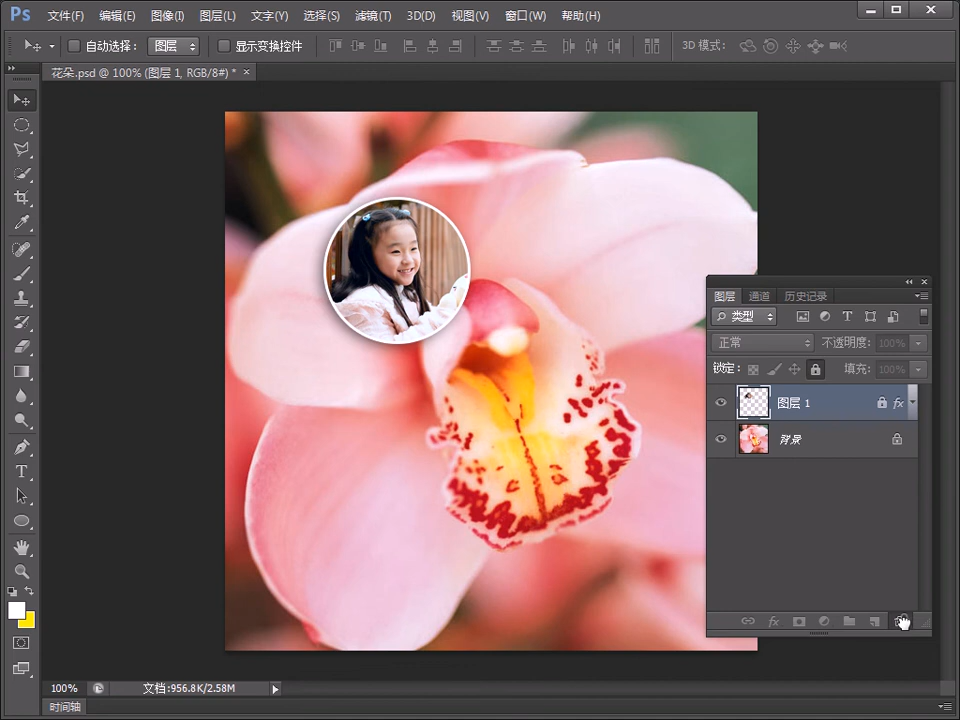 Ps 文件(F) 编辑(E) 图像(I) 图层(L) 文字(Y) 选择(S) 滤镜(T) 3D(D) 视图(V) 窗口(W) 帮助(H)
自动选择： 图层 显示变换控件 3D 模式：
花朵.psd @ 100% (图层 1, RGB/8#) * ×
图层 通道 历史记录
类型 T
正常 不透明度： 100%
锁定： 填充： 100%
图层 1 fx
背景
fx
100% 文档:956.8K/2.58M
时间轴